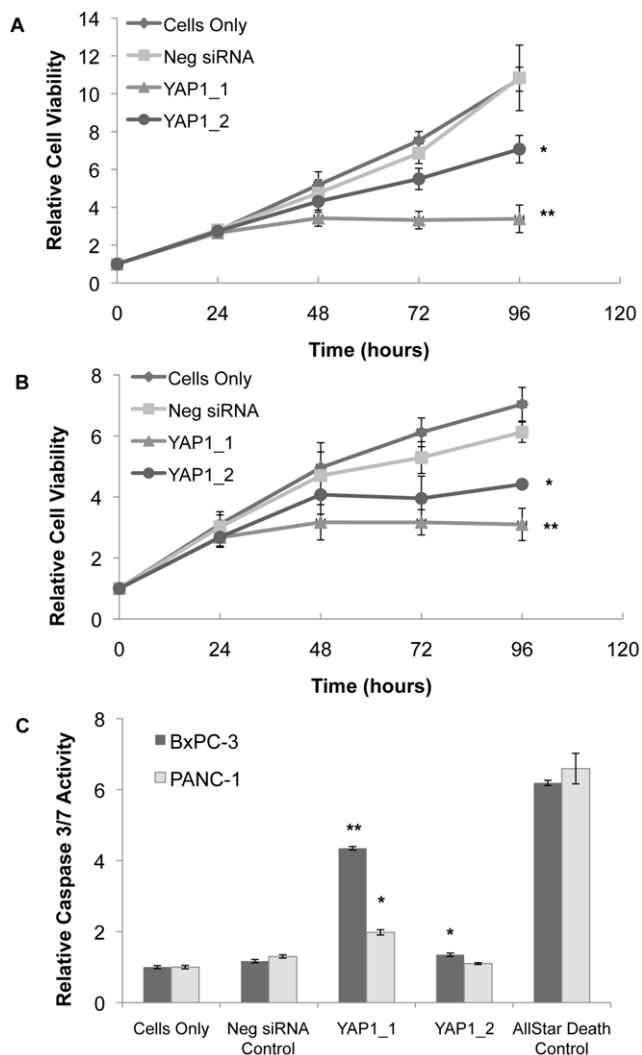 A
Relative Cell Viability
14
12
10
8
6
4
2
0
Cells Only
Neg siRNA
YAP1_1
YAP1_2
*
**
0 24 48 72 96 120
Time (hours)
B
Relative Cell Viability
8
6
4
2
0
Cells Only
Neg siRNA
YAP1_1
YAP1_2
*
**
0 24 48 72 96 120
Time (hours)
C
Relative Caspase 3/7 Activity
8
6
4
2
0
BxPC-3
PANC-1
**
*
*
Cells Only
Neg siRNA Control
YAP1_1
YAP1_2
AllStar Death Control